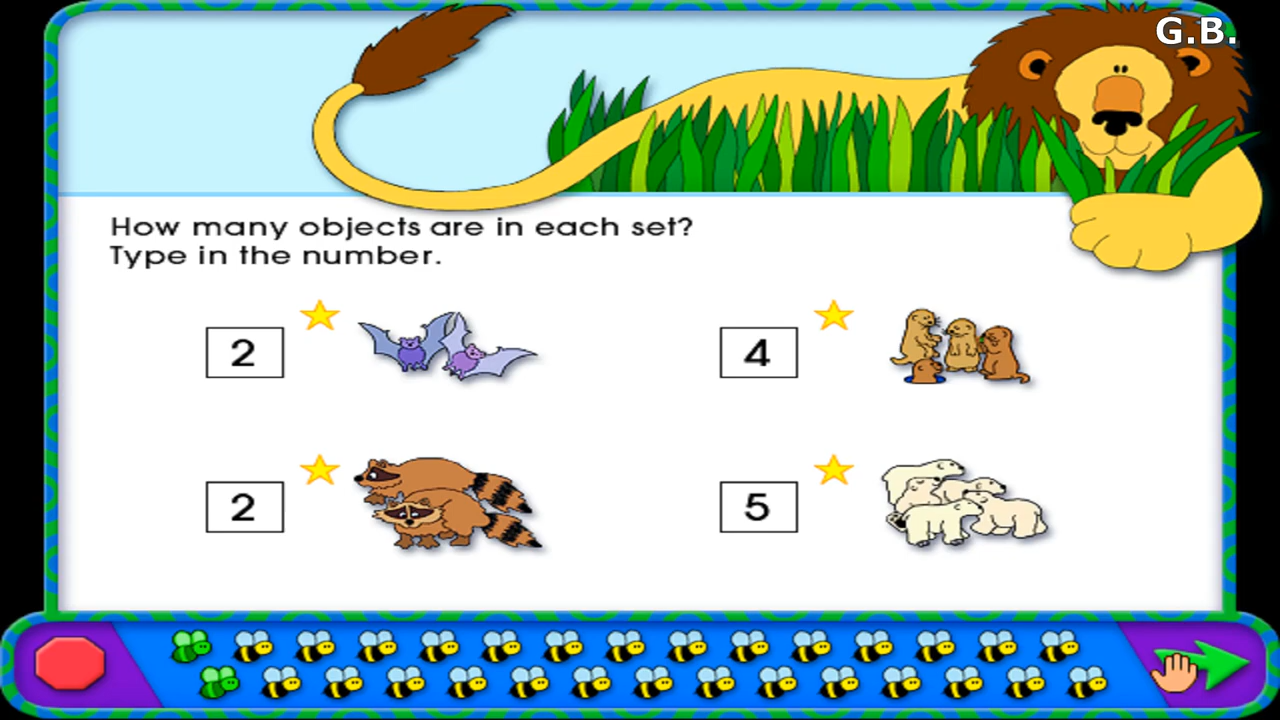 G.B.
How many objects are in each set?
Type in the number.
2
4
2
5